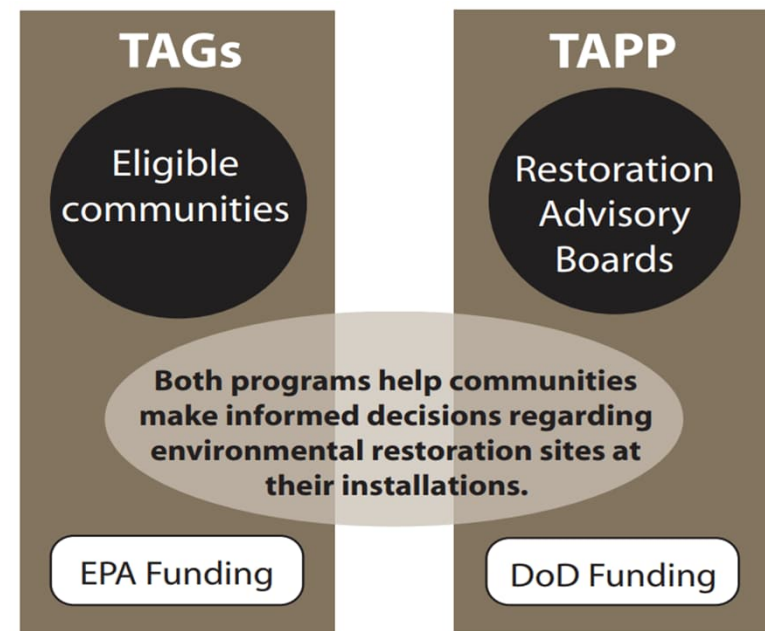 TAGs
Eligible
communities
TAPP
Restoration
Advisory
Boards
Both programs help communities
make informed decisions regarding
environmental restoration sites at
their installations.
EPA Funding
DoD Funding